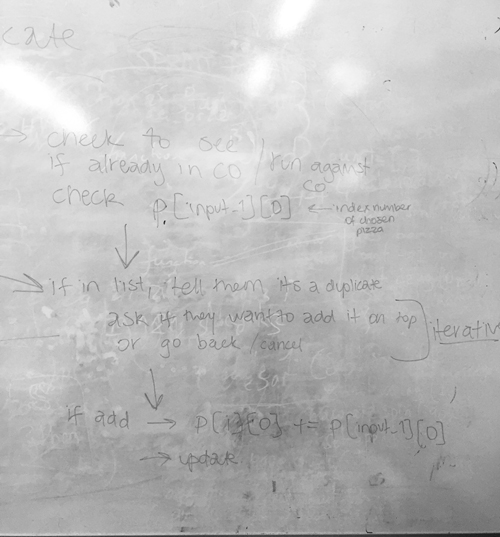 cate
→ check to see
if already in CO / run against
CO
check p[input-1][0] ← index number
of chosen
pizza
if in list, tell them its a duplicate
ask if they want to add it on top
or go back / cancel
iterativ
if add → p[1][0] += p[input-1][0]
→ update